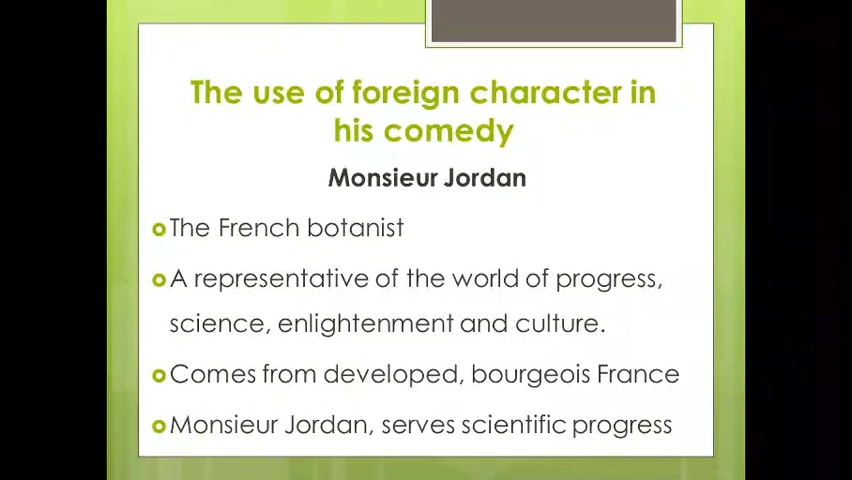 The use of foreign character in
his comedy
Monsieur Jordan
The French botanist
A representative of the world of progress,
science, enlightenment and culture.
Comes from developed, bourgeois France
Monsieur Jordan, serves scientific progress